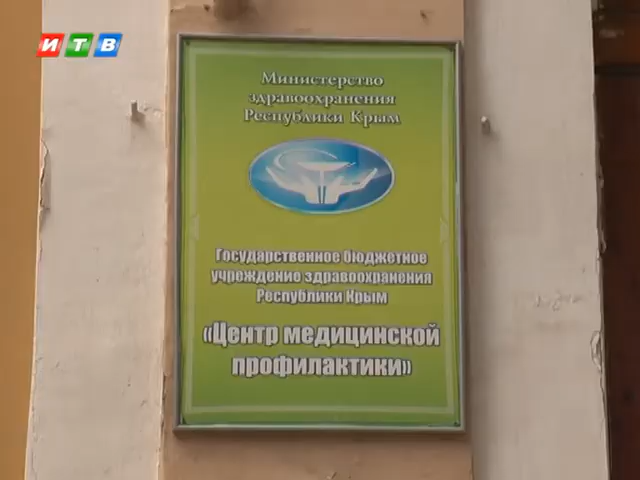 ИТВ
Министерство
здравоохранения
Республики Крым
Государственное бюджетное
учреждение здравоохранения
Республики Крым
«Центр медицинской
профилактики»